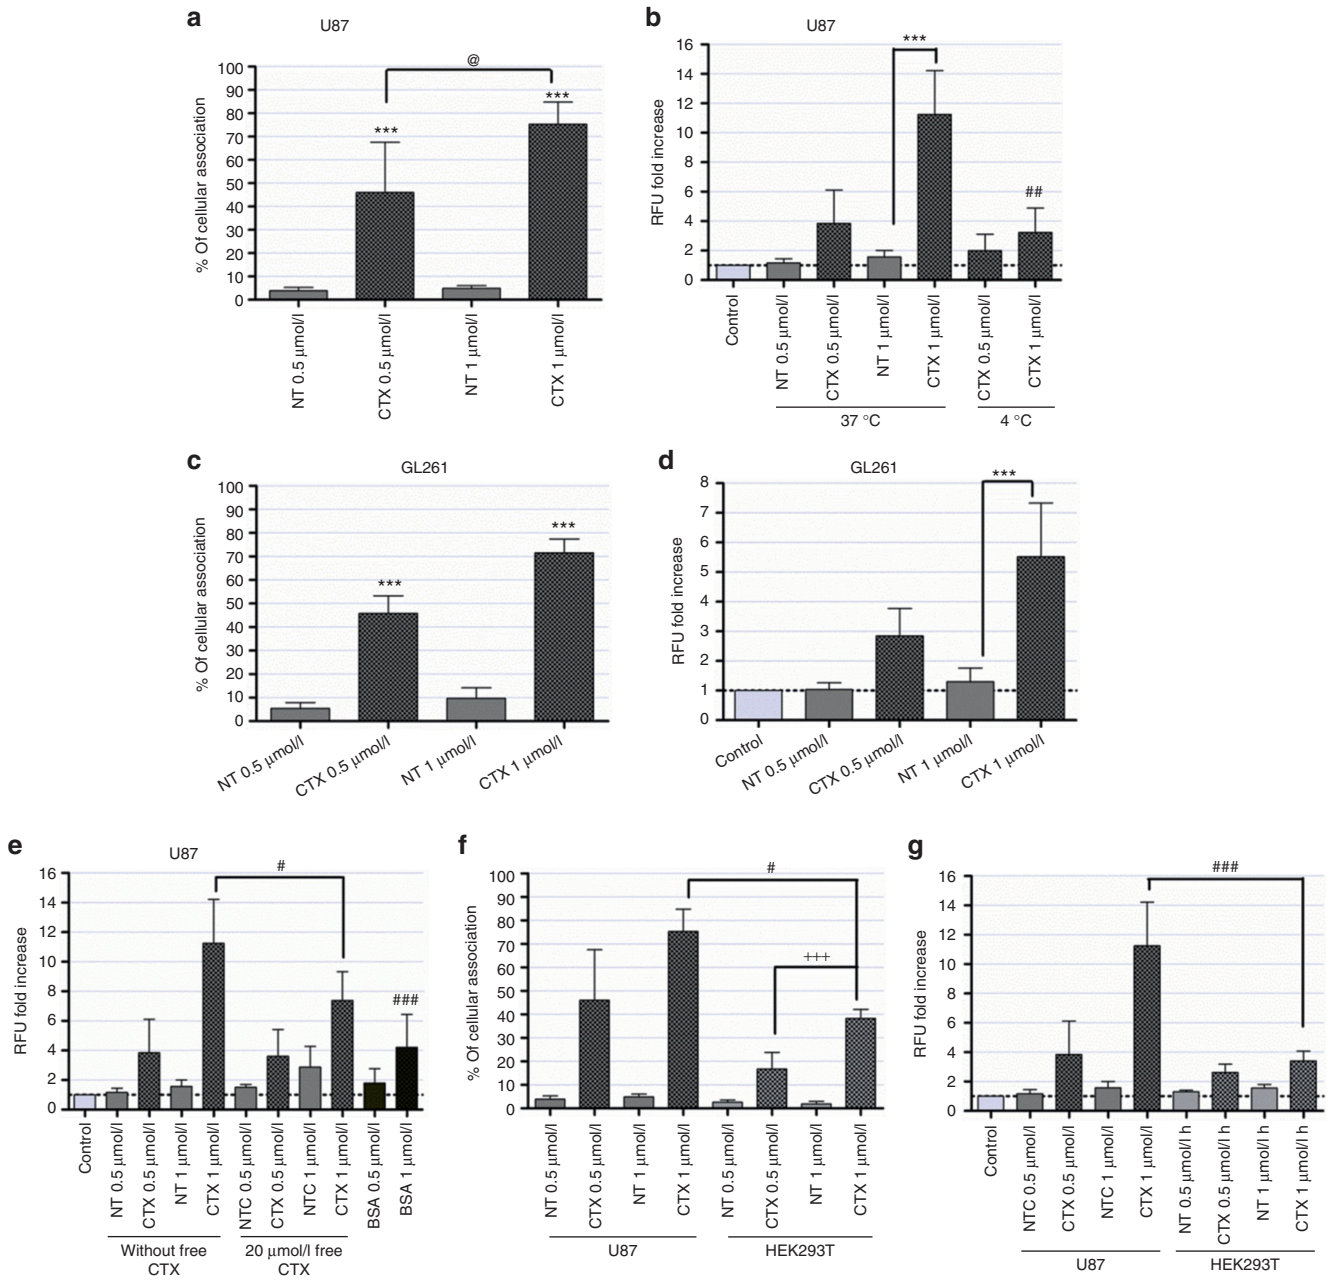 a
U87
@
***
***
100
90
80
70
60
50
40
30
20
10
0
% Of cellular association
NT 0.5 µmol/l
CTX 0.5 µmol/l
NT 1 µmol/l
CTX 1 µmol/l
b
U87
***
##
16
14
12
10
8
6
4
2
0
RFU fold increase
Control
NT 0.5 µmol/l
CTX 0.5 µmol/l
NT 1 µmol/l
CTX 1 µmol/l
CTX 0.5 µmol/l
CTX 1 µmol/l
37 °C
4 °C
c
GL261
***
***
100
90
80
70
60
50
40
30
20
10
0
% Of cellular association
NT 0.5 µmol/l
CTX 0.5 µmol/l
NT 1 µmol/l
CTX 1 µmol/l
d
GL261
***
8
7
6
5
4
3
2
1
0
RFU fold increase
Control
NT 0.5 µmol/l
CTX 0.5 µmol/l
NT 1 µmol/l
CTX 1 µmol/l
e
U87
#
###
16
14
12
10
8
6
4
2
0
RFU fold increase
Control
NT 0.5 µmol/l
CTX 0.5 µmol/l
NT 1 µmol/l
CTX 1 µmol/l
NTC 0.5 µmol/l
CTX 0.5 µmol/l
NTC 1 µmol/l
CTX 1 µmol/l
BSA 0.5 µmol/l
BSA 1 µmol/l
Without free
CTX
20 µmol/l free
CTX
f
#
+++
100
90
80
70
60
50
40
30
20
10
0
% Of cellular association
NT 0.5 µmol/l
CTX 0.5 µmol/l
NT 1 µmol/l
CTX 1 µmol/l
NT 0.5 µmol/l
CTX 0.5 µmol/l
NT 1 µmol/l
CTX 1 µmol/l
U87
HEK293T
g
###
16
14
12
10
8
6
4
2
0
RFU fold increase
Control
NTC 0.5 µmol/l
CTX 0.5 µmol/l
NTC 1 µmol/l
CTX 1 µmol/l
NT 0.5 µmol/l h
CTX 0.5 µmol/l h
NT 1 µmol/l h
CTX 1 µmol/l h
U87
HEK293T